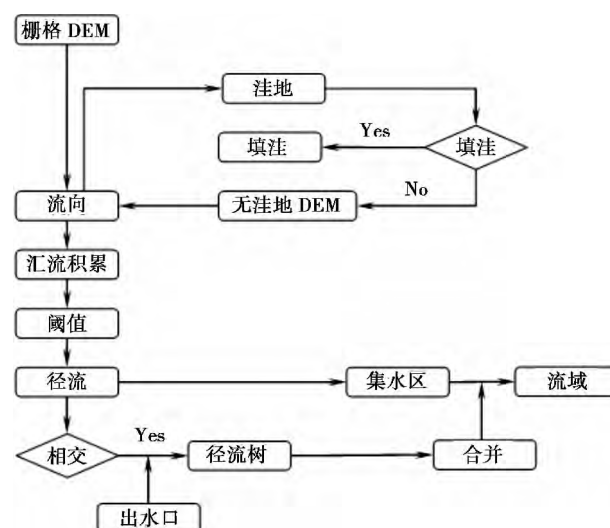 栅格 DEM
洼地
填洼
Yes
填洼
流向
无洼地 DEM
No
汇流积累
阈值
径流
集水区
流域
相交
Yes
径流树
合并
出水口